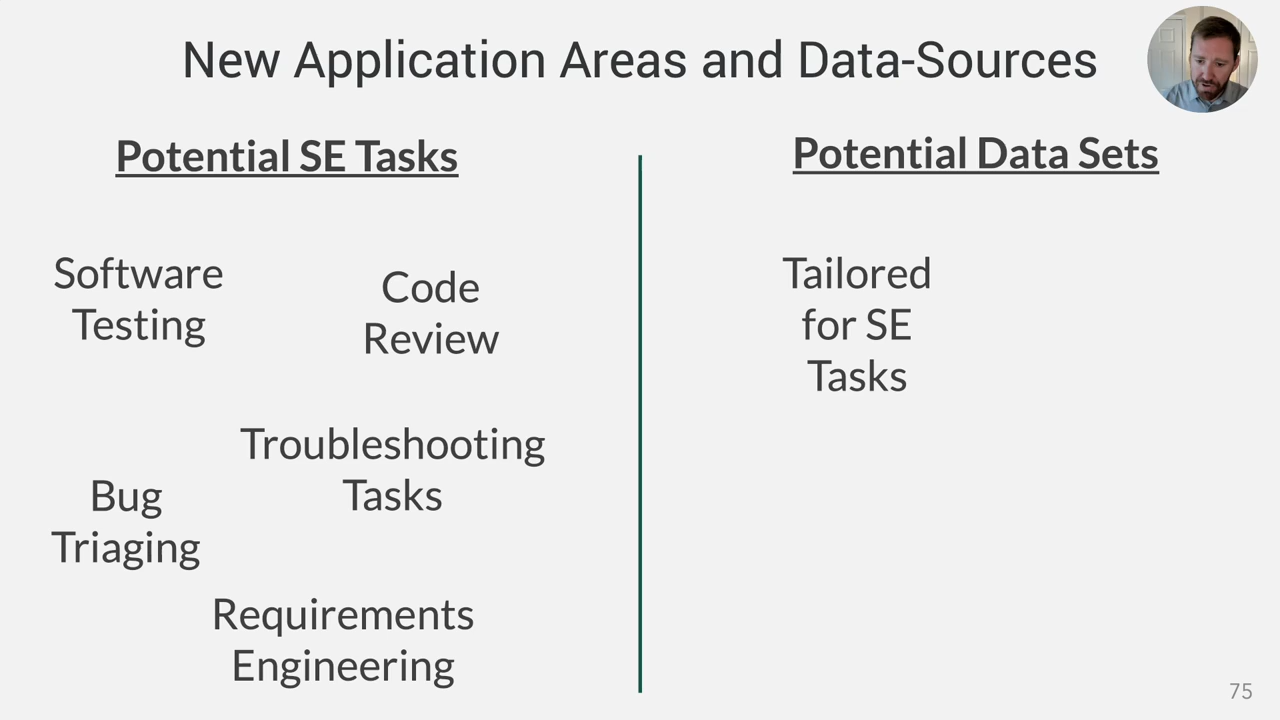 New Application Areas and Data-Sources
Potential SE Tasks
Software
Testing
Code
Review
Troubleshooting
Tasks
Bug
Triaging
Requirements
Engineering
Potential Data Sets
Tailored
for SE
Tasks
75